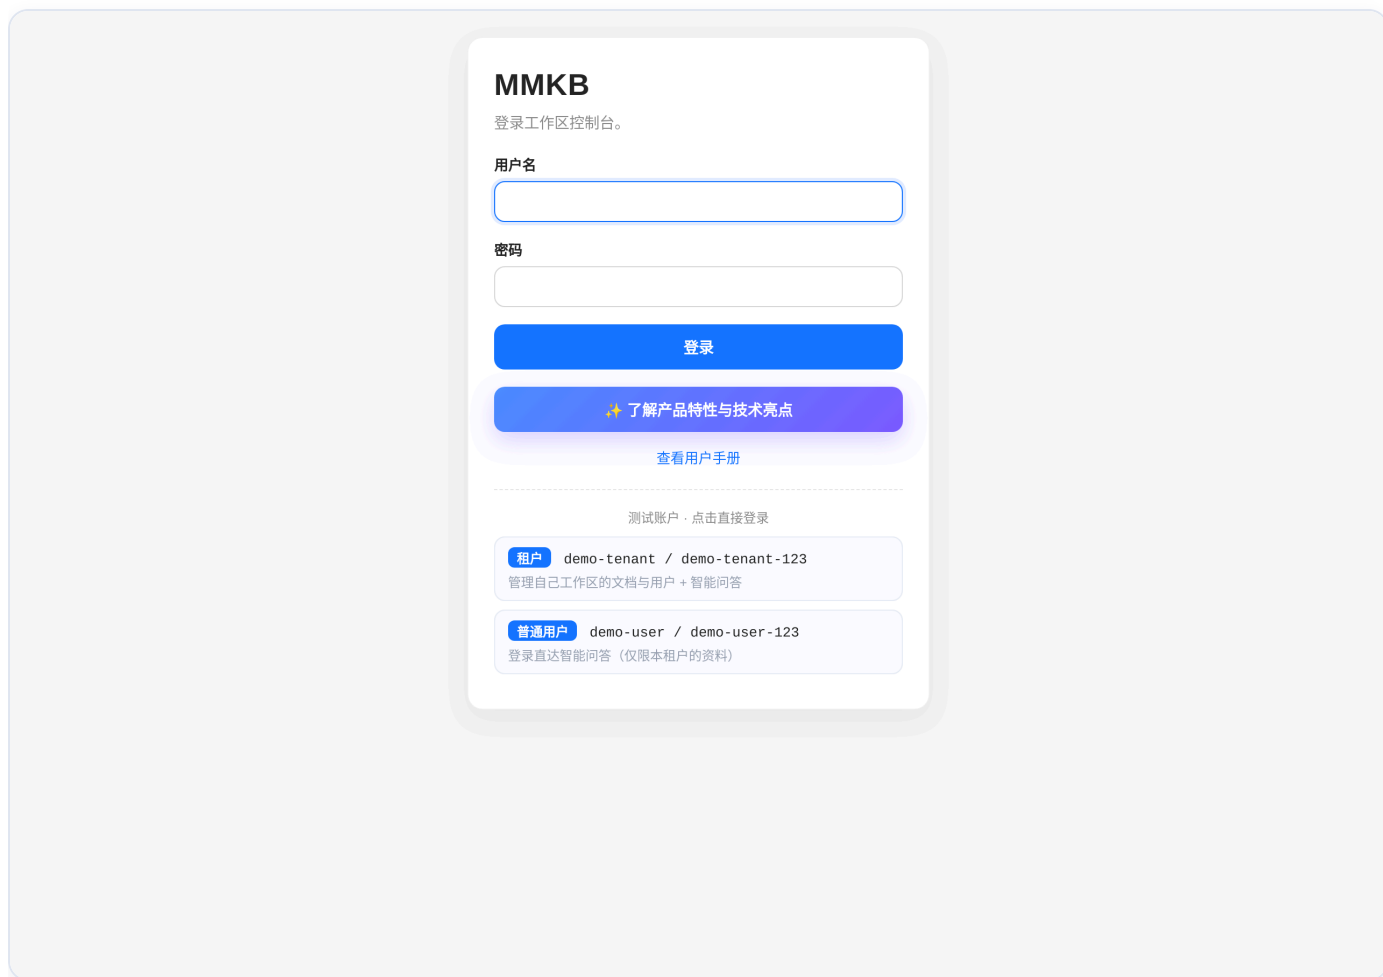 MMKB
登录工作区控制台。
用户名
密码
登录
✨ 了解产品特性与技术亮点
查看用户手册
测试账户 · 点击直接登录
租户 demo-tenant / demo-tenant-123
管理自己工作区的文档与用户 + 智能问答
普通用户 demo-user / demo-user-123
登录直达智能问答（仅限本租户的资料）